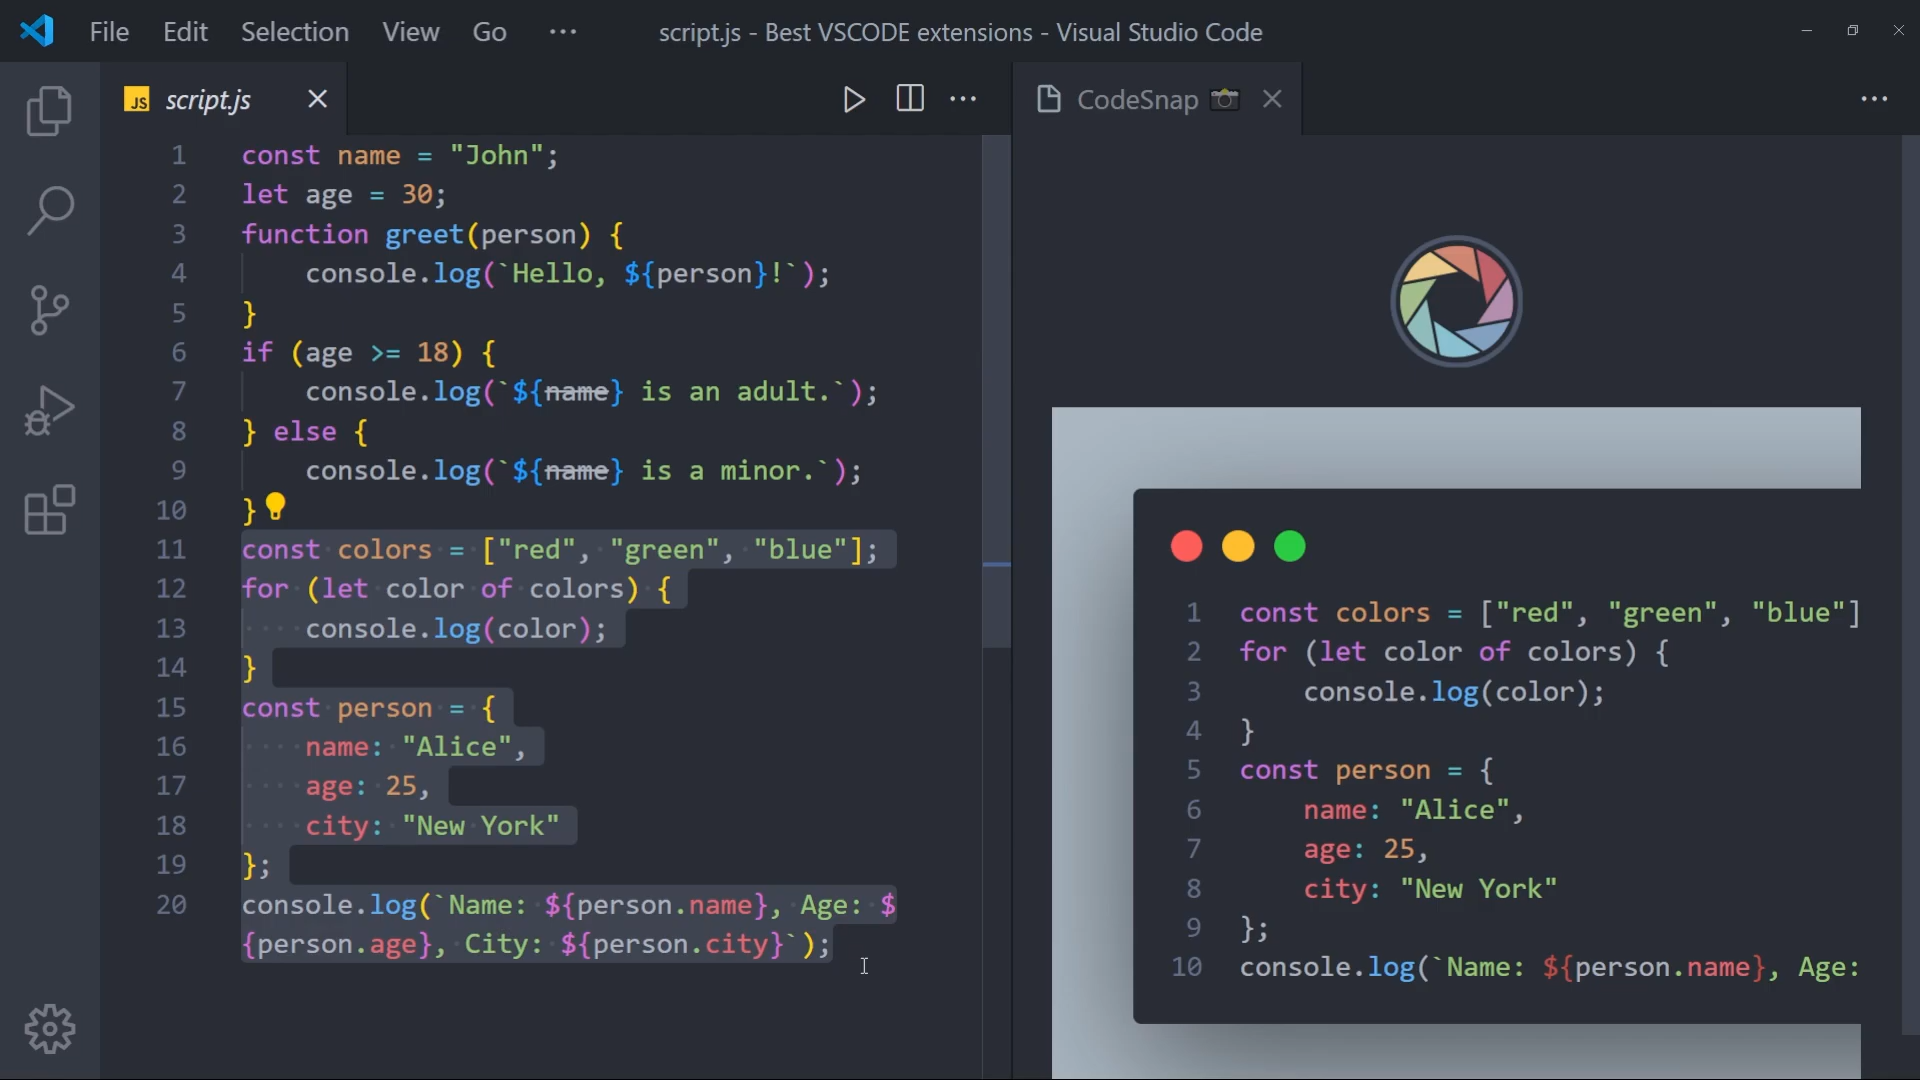 File Edit Selection View Go ··· script.js - Best VSCODE extensions - Visual Studio Code
JS script.js
1 const name = "John";
2 let age = 30;
3 function greet(person) {
4     console.log(`Hello, ${person}!`);
5 }
6 if (age >= 18) {
7     console.log(`${name} is an adult.`);
8 } else {
9     console.log(`${name} is a minor.`);
10 }
11 const colors = ["red", "green", "blue"];
12 for (let color of colors) {
13     console.log(color);
14 }
15 const person = {
16     name: "Alice",
17     age: 25,
18     city: "New York"
19 };
20 console.log(`Name: ${person.name}, Age: $
{person.age}, City: ${person.city}`);
CodeSnap 📸
1 const colors = ["red", "green", "blue"]
2 for (let color of colors) {
3     console.log(color);
4 }
5 const person = {
6     name: "Alice",
7     age: 25,
8     city: "New York"
9 };
10 console.log(`Name: ${person.name}, Age: